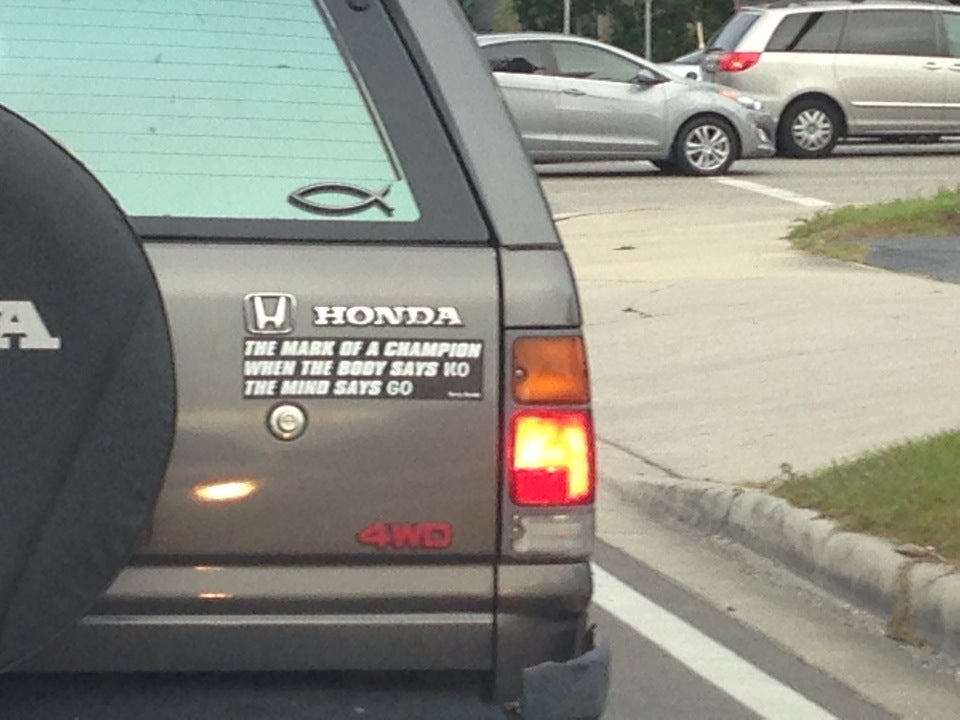 A
H HONDA
THE MARK OF A CHAMPION
WHEN THE BODY SAYS NO
THE MIND SAYS GO
4WD